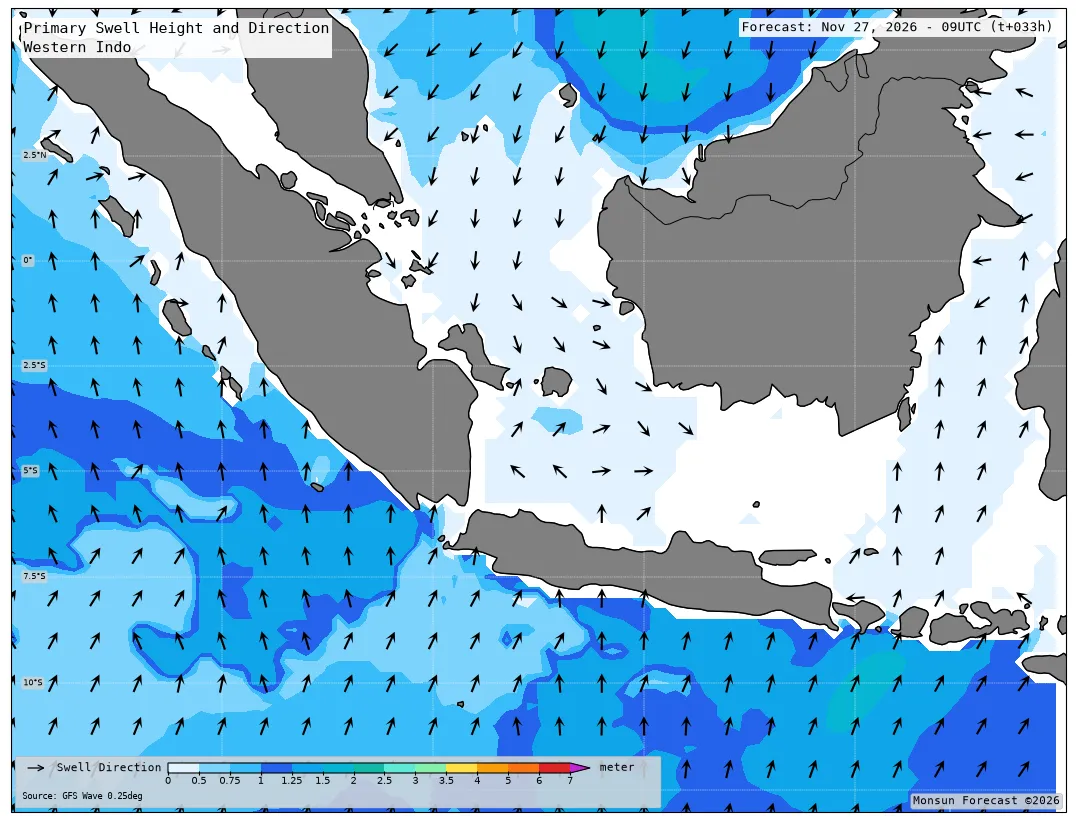 Primary Swell Height and Direction
Western Indo
Forecast: Nov 27, 2026 - 09UTC (t+033h)
2.5°N
0°
2.5°S
5°S
7.5°S
10°S
Swell Direction
0 0.5 0.75 1 1.25 1.5 2 2.5 3 3.5 4 5 6 7
meter
Source: GFS Wave 0.25deg
Monsun Forecast ©2026